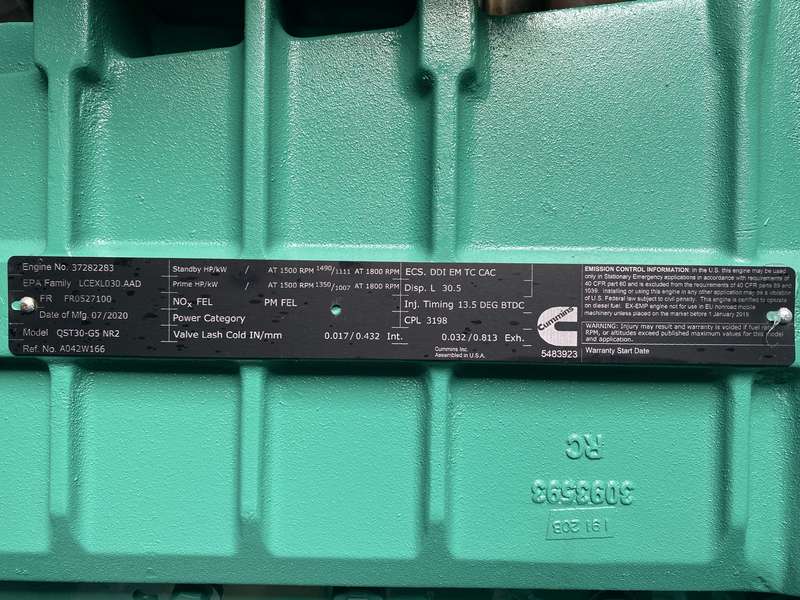 Engine No. 37282283
EPA Family LCEXL030.AAD
FR FR0527100
Date of Mfg. 07/2020
Model QST30-G5 NR2
Ref. No. A042W166
Standby HP/kW / AT 1500 RPM 1490/1111 AT 1800 RPM
Prime HP/kW / AT 1500 RPM 1350/1007 AT 1800 RPM
NOx FEL PM FEL
Power Category
Valve Lash Cold IN/mm 0.017/0.432 Int. 0.032/0.813 Exh.
ECS. DDI EM TC CAC
Disp. L 30.5
Inj. Timing 13.5 DEG BTDC
CPL 3198
Cummins Inc.
Assembled in U.S.A.
Cummins
5483923
EMISSION CONTROL INFORMATION: In the U.S. this engine may be used
only in Stationary Emergency applications in accordance with requirements of
40 CFR part 60 and is excluded from the requirements of 40 CFR parts 89 and
1039. Installing or using this engine in any other application may be a violation
of U.S. Federal law subject to civil penalty. This engine is certified to operate
on diesel fuel. EX-EMP engine not for use in EU nonroad mobile
machinery unless placed on the market before 1 January 2019.
WARNING: Injury may result and warranty is voided if fuel rate,
RPM, or altitudes exceed published maximum values for this model
and application.
Warranty Start Date
RC
3093593
191 20B